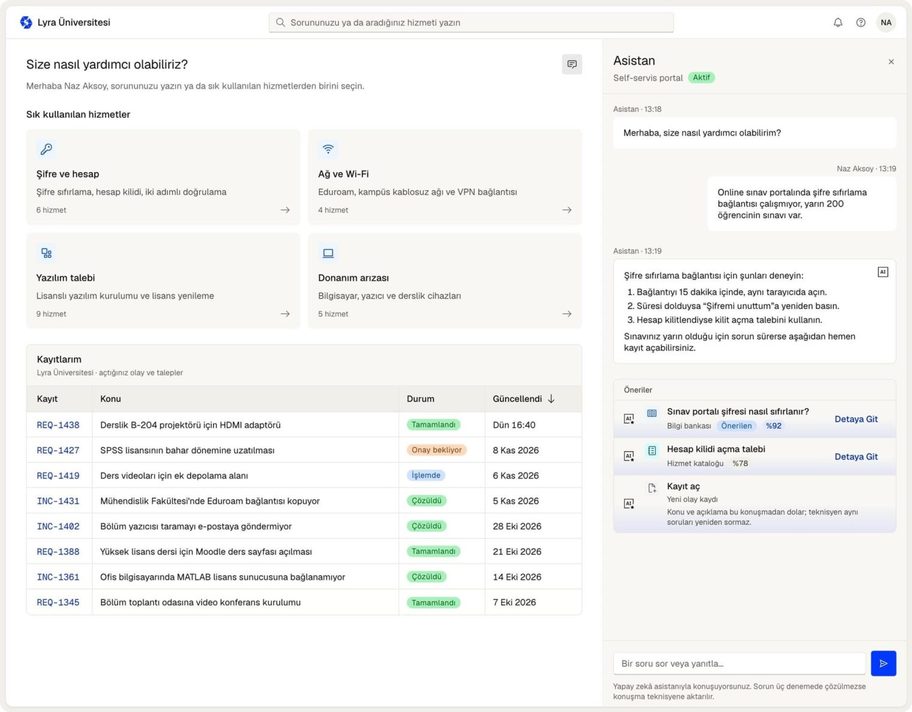 Lyra Üniversitesi
Sorununuzu ya da aradığınız hizmeti yazın
NA
Size nasıl yardımcı olabiliriz?
Merhaba Naz Aksoy, sorununuzu yazın ya da sık kullanılan hizmetlerden birini seçin.
Sık kullanılan hizmetler
Şifre ve hesap
Şifre sıfırlama, hesap kilidi, iki adımlı doğrulama
6 hizmet
Ağ ve Wi-Fi
Eduroam, kampüs kablosuz ağı ve VPN bağlantısı
4 hizmet
Yazılım talebi
Lisanslı yazılım kurulumu ve lisans yenileme
9 hizmet
Donanım arızası
Bilgisayar, yazıcı ve derslik cihazları
5 hizmet
Kayıtlarım
Lyra Üniversitesi · açtığınız olay ve talepler
Kayıt Konu Durum Güncellendi
REQ-1438 Derslik B-204 projektörü için HDMI adaptörü Tamamlandı Dün 16:40
REQ-1427 SPSS lisansının bahar dönemine uzatılması Onay bekliyor 8 Kas 2026
REQ-1419 Ders videoları için ek depolama alanı İşlemde 6 Kas 2026
INC-1431 Mühendislik Fakültesi'nde Eduroam bağlantısı kopuyor Çözüldü 5 Kas 2026
INC-1402 Bölüm yazıcısı taramayı e-postaya göndermiyor Çözüldü 28 Eki 2026
REQ-1388 Yüksek lisans dersi için Moodle ders sayfası açılması Tamamlandı 21 Eki 2026
INC-1361 Ofis bilgisayarında MATLAB lisans sunucusuna bağlanamıyor Çözüldü 14 Eki 2026
REQ-1345 Bölüm toplantı odasına video konferans kurulumu Tamamlandı 7 Eki 2026
Asistan
Self-servis portal Aktif
Asistan · 13:18
Merhaba, size nasıl yardımcı olabilirim?
Naz Aksoy · 13:19
Online sınav portalında şifre sıfırlama
bağlantısı çalışmıyor, yarın 200
öğrencinin sınavı var.
Asistan · 13:19
AI
Şifre sıfırlama bağlantısı için şunları deneyin:
1. Bağlantıyı 15 dakika içinde, aynı tarayıcıda açın.
2. Süresi dolduysa “Şifremi unuttum”a yeniden basın.
3. Hesap kilitlendiyse kilit açma talebini kullanın.
Sınavınız yarın olduğu için sorun sürerse aşağıdan hemen
kayıt açabilirsiniz.
Öneriler
AI
Sınav portalı şifresi nasıl sıfırlanır?
Bilgi bankası Önerilen %92
Detaya Git
AI
Hesap kilidi açma talebi
Hizmet kataloğu %78
Detaya Git
AI
Kayıt aç
Yeni olay kaydı
Konu ve açıklama bu konuşmadan dolar; teknisyen aynı
soruları yeniden sormaz.
Bir soru sor veya yanıtla...
Yapay zekâ asistanıyla konuşuyorsunuz. Sorun üç denemede çözülmezse
konuşma teknisyene aktarılır.